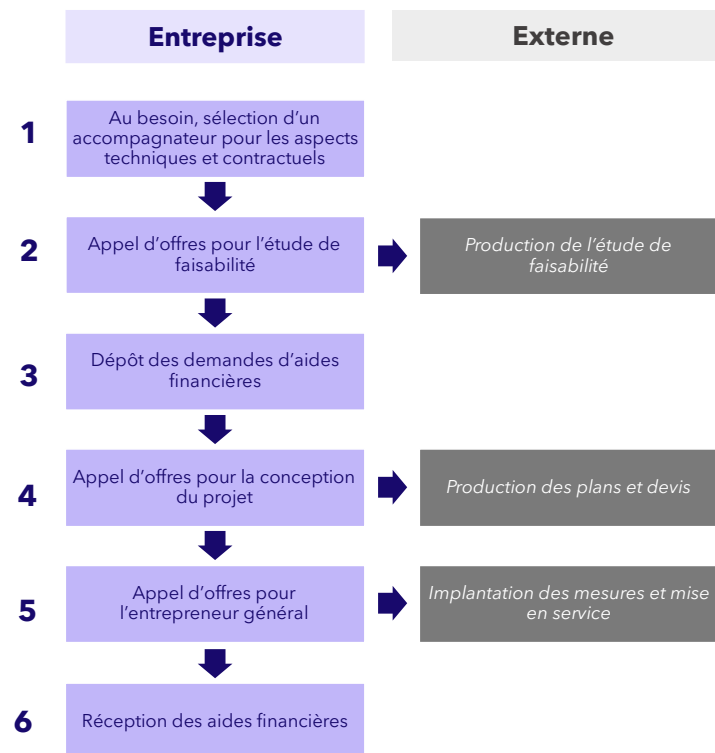 Entreprise
Externe
1
Au besoin, sélection d’un
accompagnateur pour les aspects
techniques et contractuels
2
Appel d’offres pour l’étude de
faisabilité
Production de l’étude de
faisabilité
3
Dépôt des demandes d’aides
financières
4
Appel d’offres pour la conception
du projet
Production des plans et devis
5
Appel d’offres pour
l’entrepreneur général
Implantation des mesures et mise
en service
6
Réception des aides financières